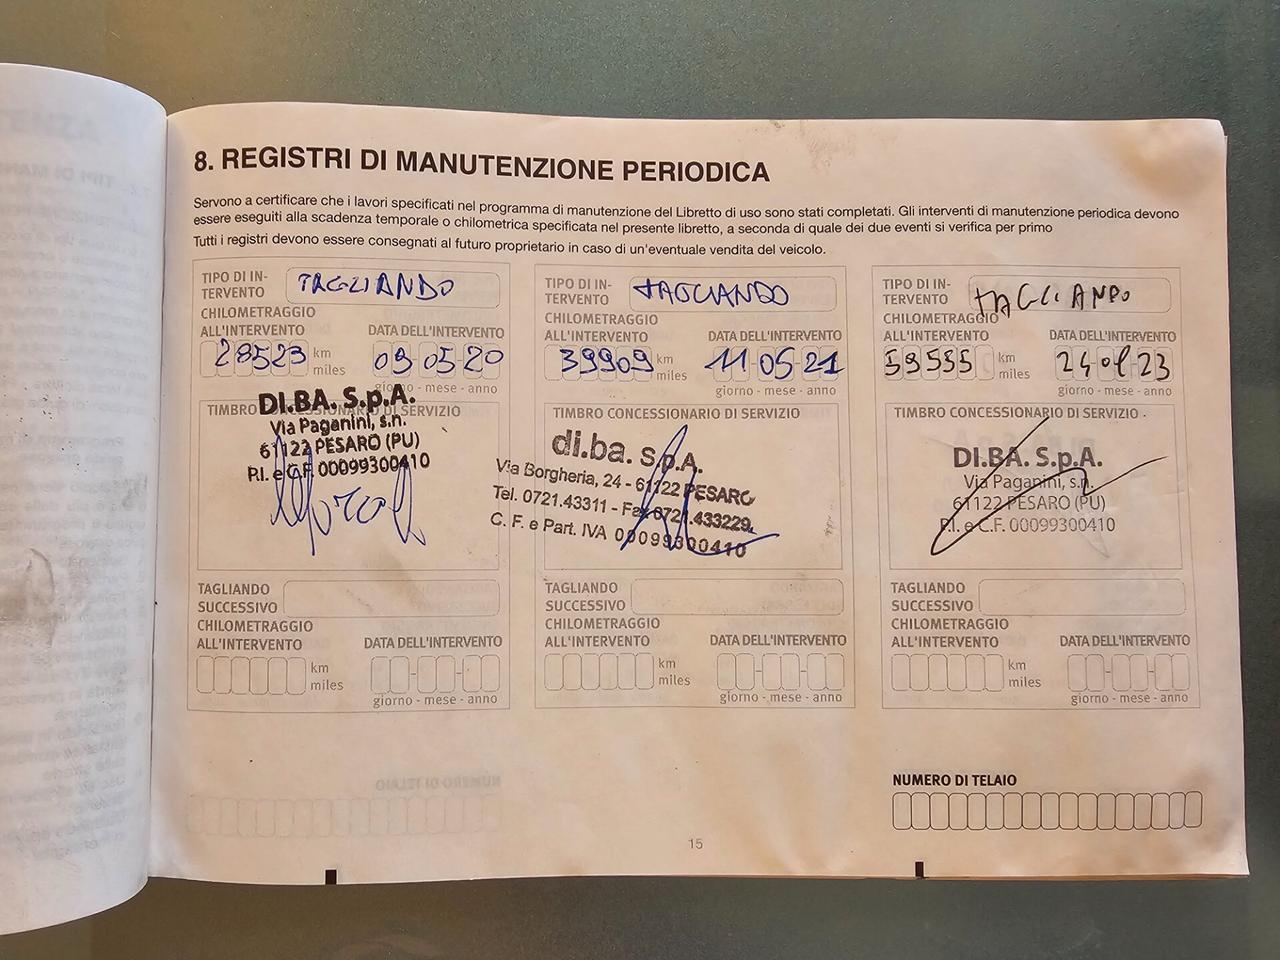 8. REGISTRI DI MANUTENZIONE PERIODICA
Servono a certificare che i lavori specificati nel programma di manutenzione del Libretto di uso sono stati completati. Gli interventi di manutenzione periodica devono
essere eseguiti alla scadenza temporale o chilometrica specificata nel presente libretto, a seconda di quale dei due eventi si verifica per primo
Tutti i registri devono essere consegnati al futuro proprietario in caso di un'eventuale vendita del veicolo.
TIPO DI IN-
TERVENTO
TAGLIANDO
CHILOMETRAGGIO
ALL'INTERVENTO
DATA DELL'INTERVENTO
28523 km
miles
09-05-20
giorno - mese - anno
TIMBRO CONCESSIONARIO DI SERVIZIO
DI.BA. S.p.A.
Via Paganini, s.n.
61122 PESARO (PU)
P.I. e C.F. 00099300410
TAGLIANDO
SUCCESSIVO
CHILOMETRAGGIO
ALL'INTERVENTO
DATA DELL'INTERVENTO
km
miles
giorno - mese - anno
TIPO DI IN-
TERVENTO
TAGLIANDO
CHILOMETRAGGIO
ALL'INTERVENTO
DATA DELL'INTERVENTO
39909 km
miles
11-05-21
giorno - mese - anno
TIMBRO CONCESSIONARIO DI SERVIZIO
di.ba. S.p.A.
Via Borgheria, 24 - 61122 PESARO
Tel. 0721.43311 - Fax 0721.433229
C. F. e Part. IVA 00099300410
TAGLIANDO
SUCCESSIVO
CHILOMETRAGGIO
ALL'INTERVENTO
DATA DELL'INTERVENTO
km
miles
giorno - mese - anno
TIPO DI IN-
TERVENTO
TAGLIANDO
CHILOMETRAGGIO
ALL'INTERVENTO
DATA DELL'INTERVENTO
km
miles
giorno - mese - anno
TIMBRO CONCESSIONARIO DI SERVIZIO
DI.BA. S.p.A.
Via Paganini, s.n.
61122 PESARO (PU)
P.I. e C.F. 00099300410
TAGLIANDO
SUCCESSIVO
CHILOMETRAGGIO
ALL'INTERVENTO
DATA DELL'INTERVENTO
km
miles
giorno - mese - anno
NUMERO DI TELAIO
15